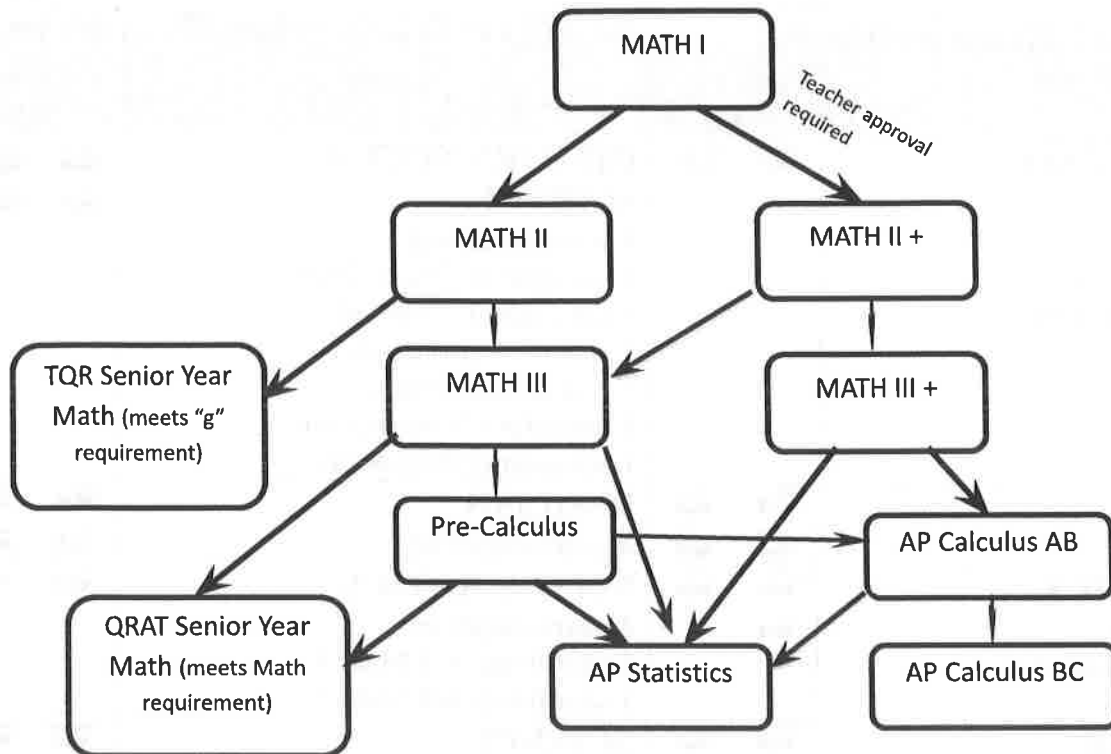 MATH I
Teacher approval
required
MATH II
MATH II +
TQR Senior Year
Math (meets "g"
requirement)
MATH III
MATH III +
Pre-Calculus
AP Calculus AB
QRAT Senior Year
Math (meets Math
requirement)
AP Statistics
AP Calculus BC